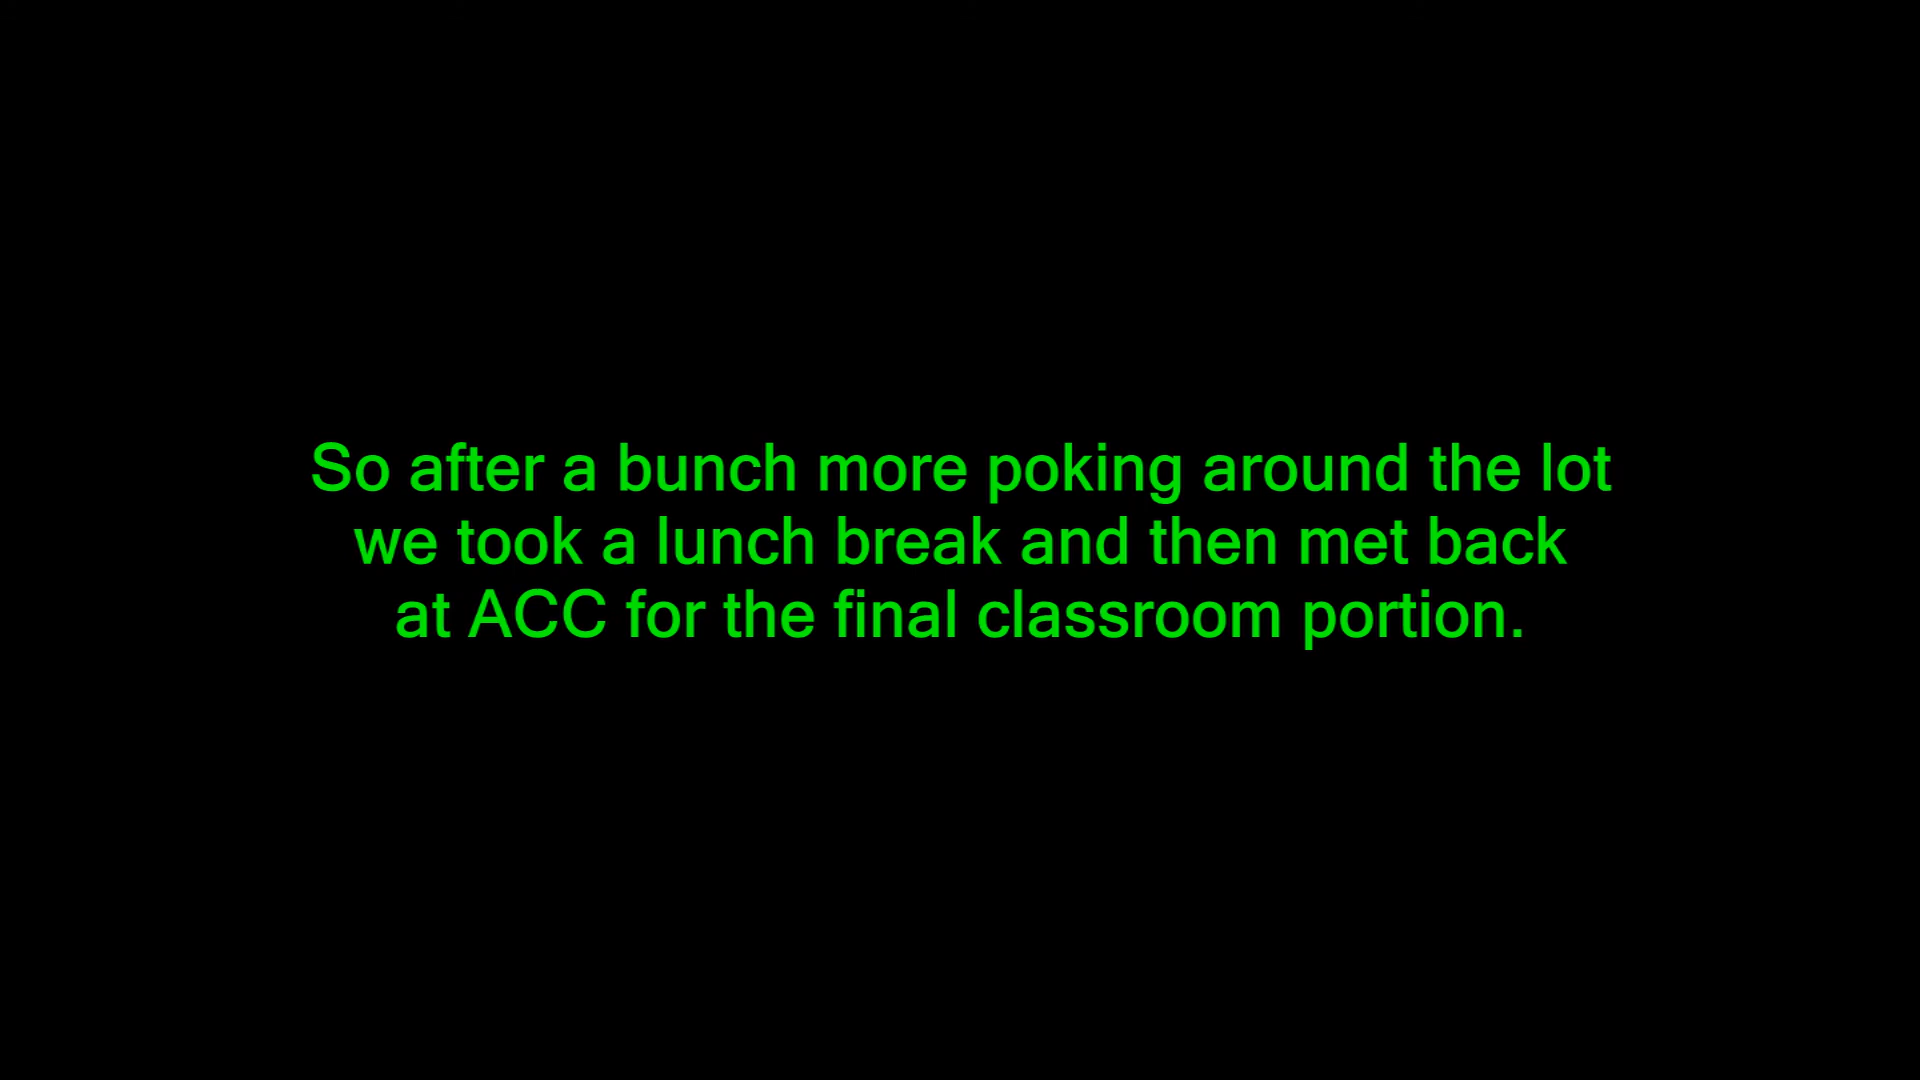 So after a bunch more poking around the lot
we took a lunch break and then met back
at ACC for the final classroom portion.